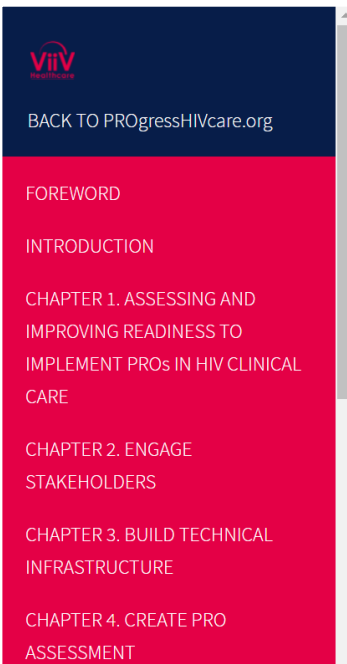 ViiV
Healthcare
BACK TO PROgressHIVcare.org
FOREWORD
INTRODUCTION
CHAPTER 1. ASSESSING AND
IMPROVING READINESS TO
IMPLEMENT PROs IN HIV CLINICAL
CARE
CHAPTER 2. ENGAGE
STAKEHOLDERS
CHAPTER 3. BUILD TECHNICAL
INFRASTRUCTURE
CHAPTER 4. CREATE PRO
ASSESSMENT